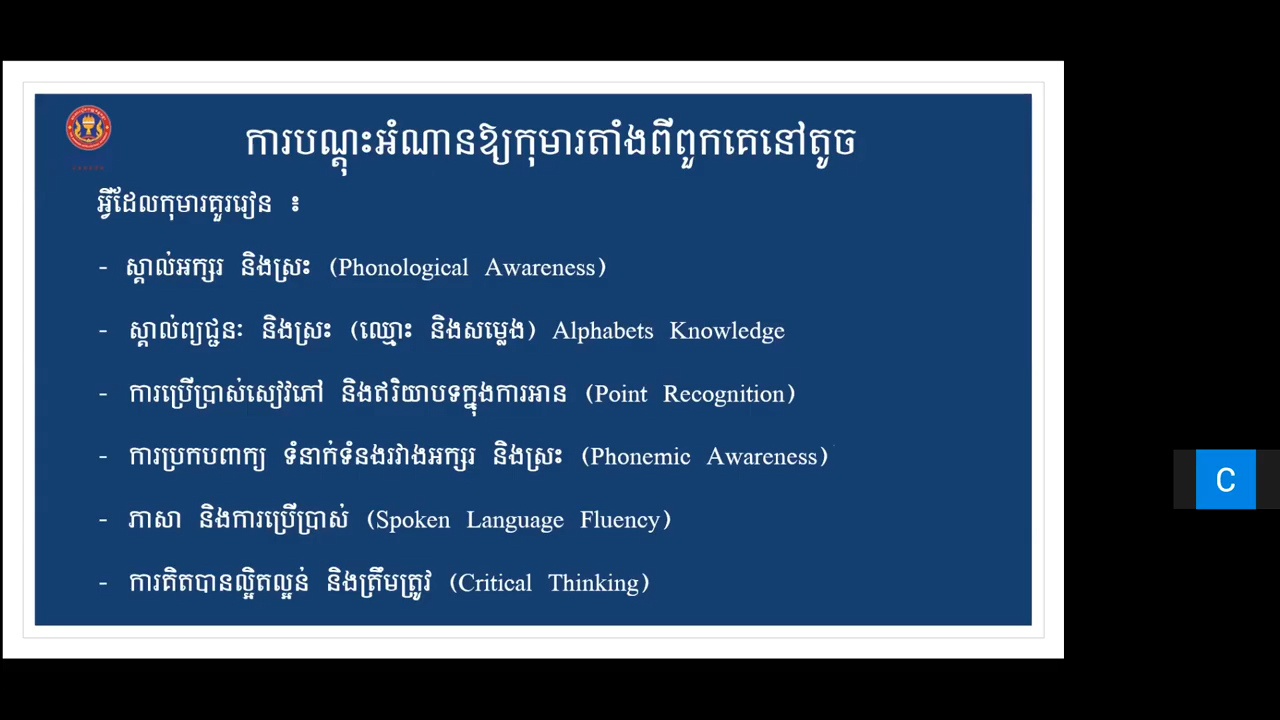 ការបណ្ដុះអំណានឱ្យកុមារតាំងពីពួកគេនៅតូច
អ្វីដែលកុមារគួររៀន ៖
- ស្គាល់អក្សរ និងស្រះ (Phonological Awareness)
- ស្គាល់ព្យជ្ជនៈ និងស្រះ (ឈ្មោះ និងសម្លេង) Alphabets Knowledge
- ការប្រើប្រាស់សៀវភៅ និងឥរិយាបទក្នុងការអាន (Point Recognition)
- ការប្រកបពាក្យ ទំនាក់ទំនងរវាងអក្សរ និងស្រះ (Phonemic Awareness)
- ភាសា និងការប្រើប្រាស់ (Spoken Language Fluency)
- ការគិតបានល្អិតល្អន់ និងត្រឹមត្រូវ (Critical Thinking)
C